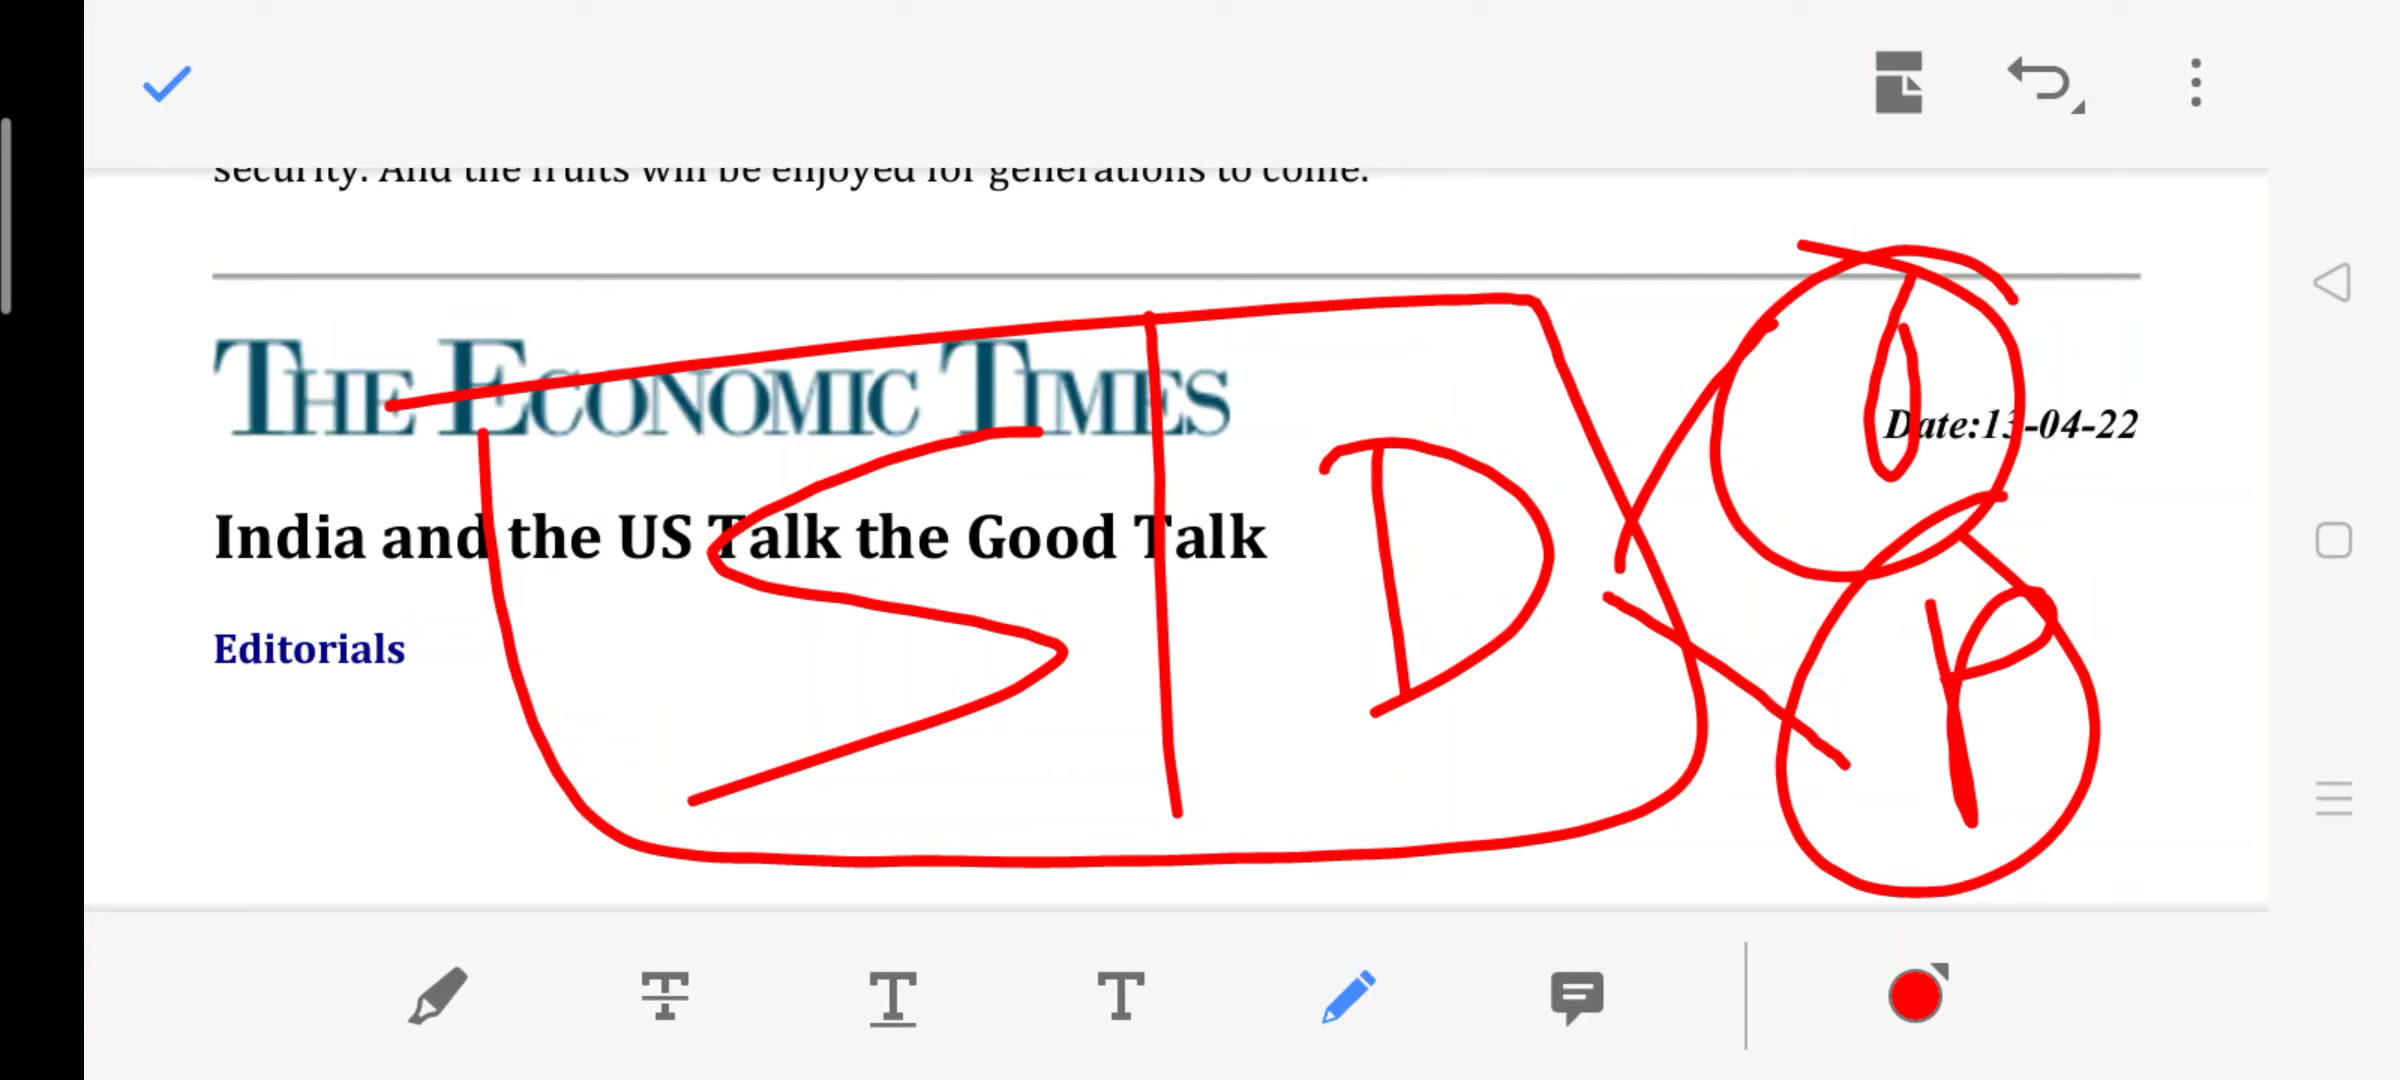 security. And the fruits will be enjoyed for generations to come.
THE ECONOMIC TIMES
Date:13-04-22
India and the US Talk the Good Talk
Editorials
S D
P